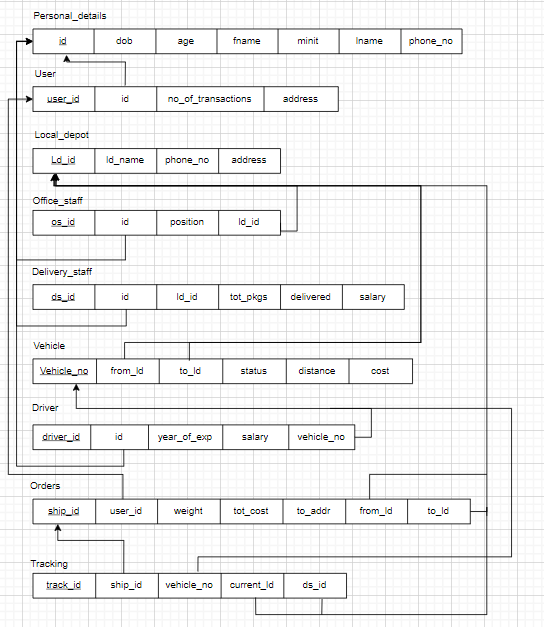 Personal_details
id dob age fname minit lname phone_no
User
user_id id no_of_transactions address
Local_depot
Ld_id ld_name phone_no address
Office_staff
os_id id position ld_id
Delivery_staff
ds_id id ld_id tot_pkgs delivered salary
Vehicle
Vehicle_no from_ld to_ld status distance cost
Driver
driver_id id year_of_exp salary vehicle_no
Orders
ship_id user_id weight tot_cost to_addr from_ld to_ld
Tracking
track_id ship_id vehicle_no current_ld ds_id